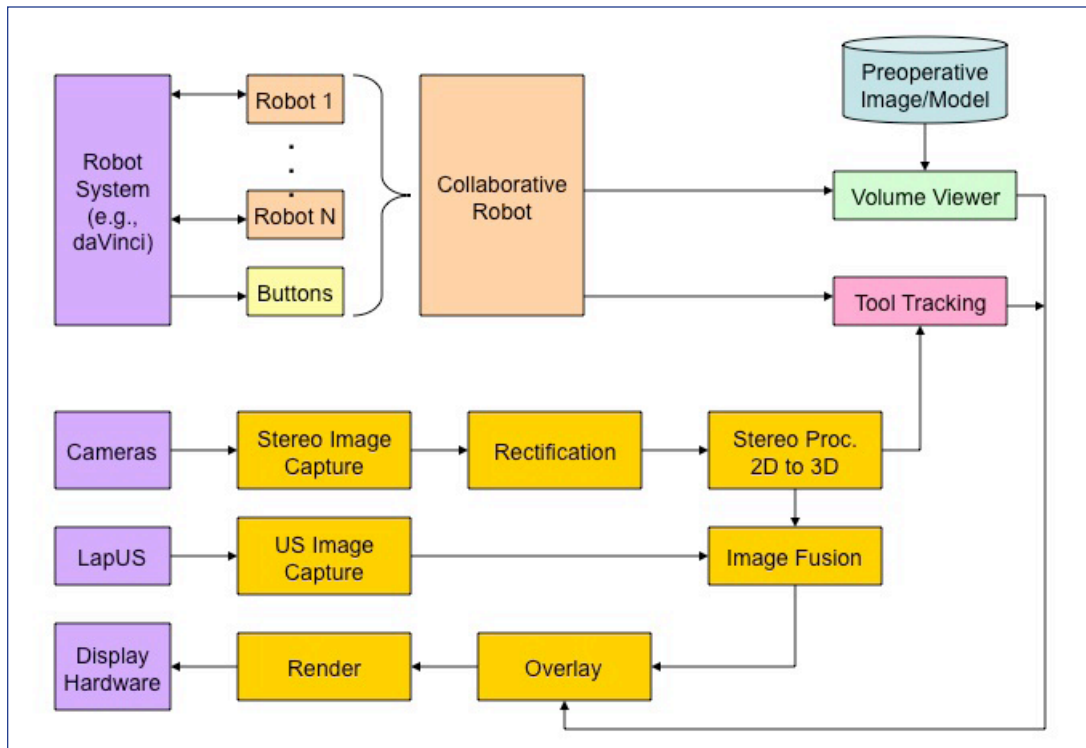 Preoperative
Image/Model
Robot
System
(e.g.,
daVinci)
Robot 1
Robot N
Buttons
Collaborative
Robot
Volume Viewer
Tool Tracking
Cameras
Stereo Image
Capture
Rectification
Stereo Proc.
2D to 3D
LapUS
US Image
Capture
Image Fusion
Display
Hardware
Render
Overlay